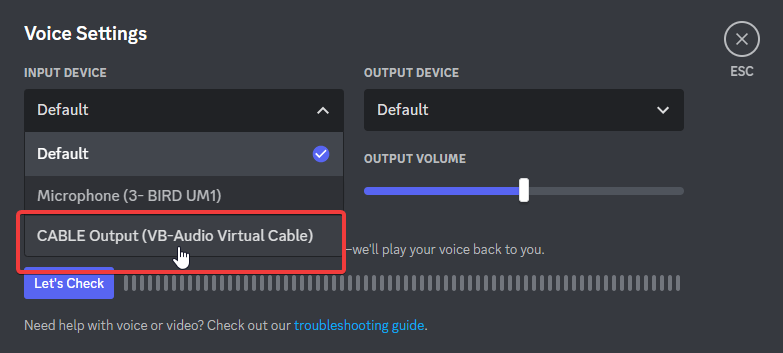 Voice Settings
ESC
INPUT DEVICE
Default
Default
Microphone (3- BIRD UM1)
CABLE Output (VB-Audio Virtual Cable)
OUTPUT DEVICE
Default
OUTPUT VOLUME
–we'll play your voice back to you.
Let's Check
Need help with voice or video? Check out our troubleshooting guide.